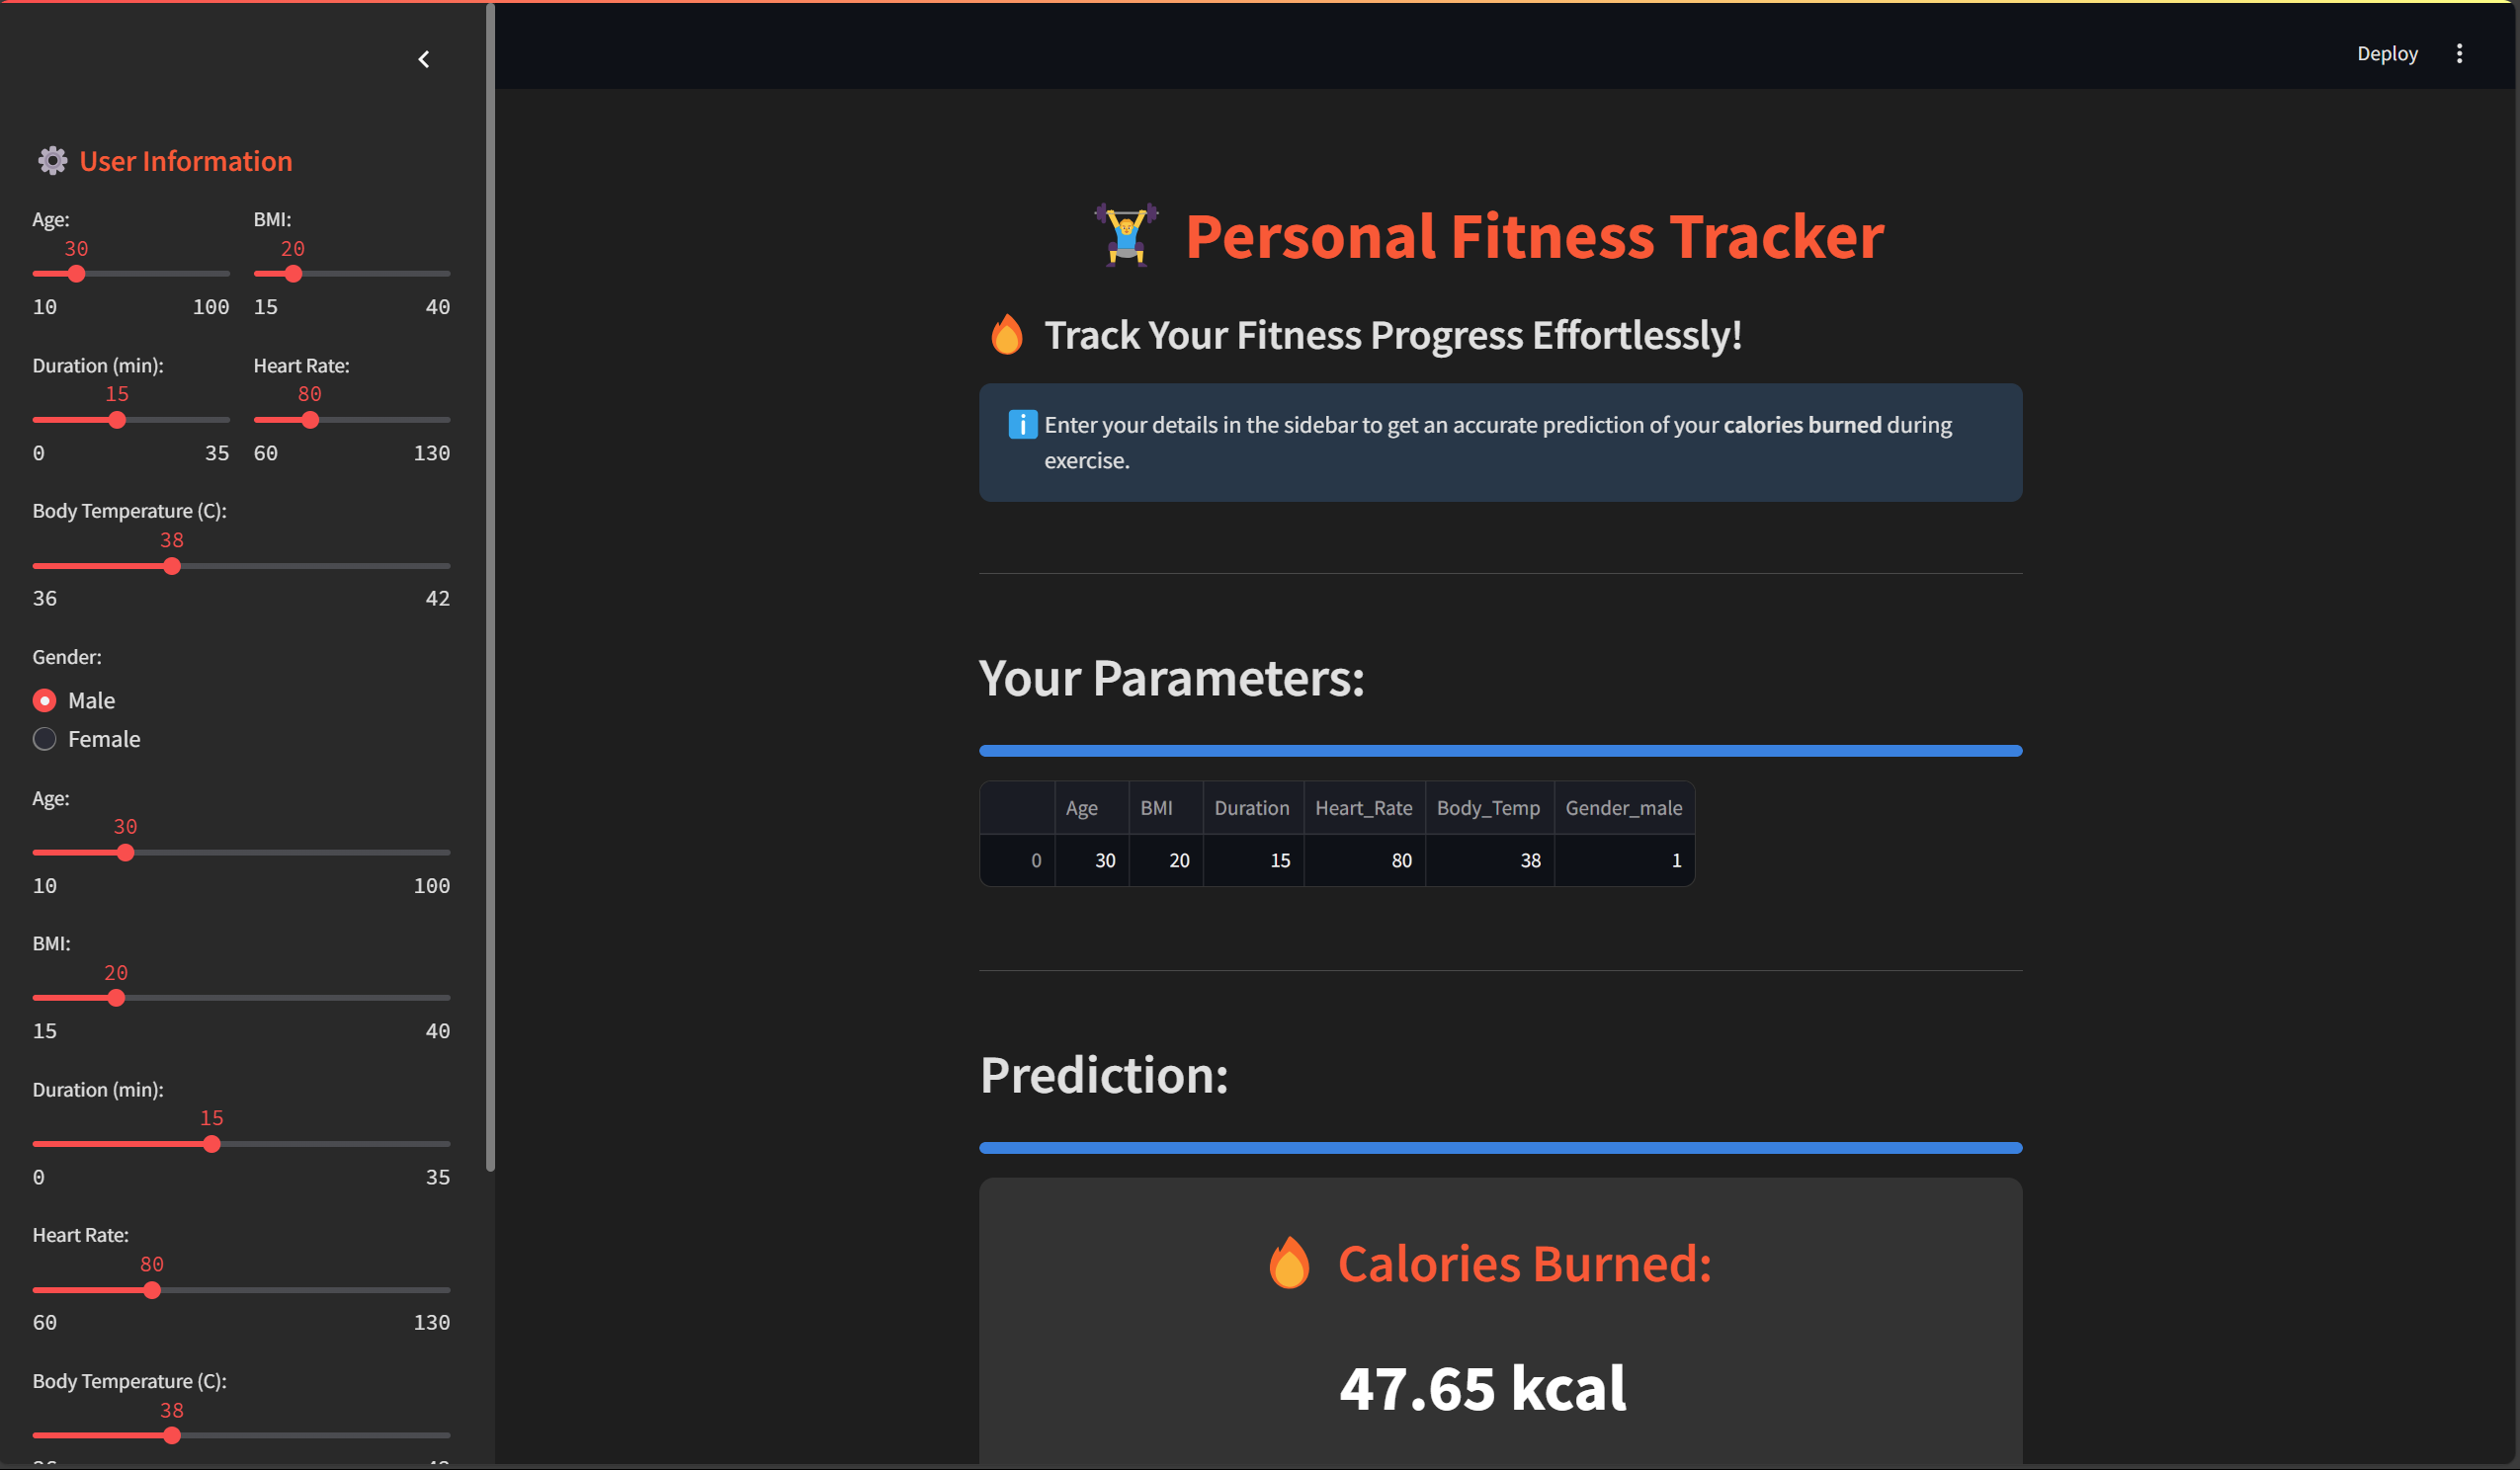 Deploy
User Information
Age: BMI:
30 20
10 100 15 40
Duration (min): Heart Rate:
15 80
0 35 60 130
Body Temperature (C):
38
36 42
Gender:
Male
Female
Age:
30
10 100
BMI:
20
15 40
Duration (min):
15
0 35
Heart Rate:
80
60 130
Body Temperature (C):
38
Personal Fitness Tracker
Track Your Fitness Progress Effortlessly!
Enter your details in the sidebar to get an accurate prediction of your calories burned during
exercise.
Your Parameters:
Age BMI Duration Heart_Rate Body_Temp Gender_male
0 30 20 15 80 38 1
Prediction:
Calories Burned:
47.65 kcal